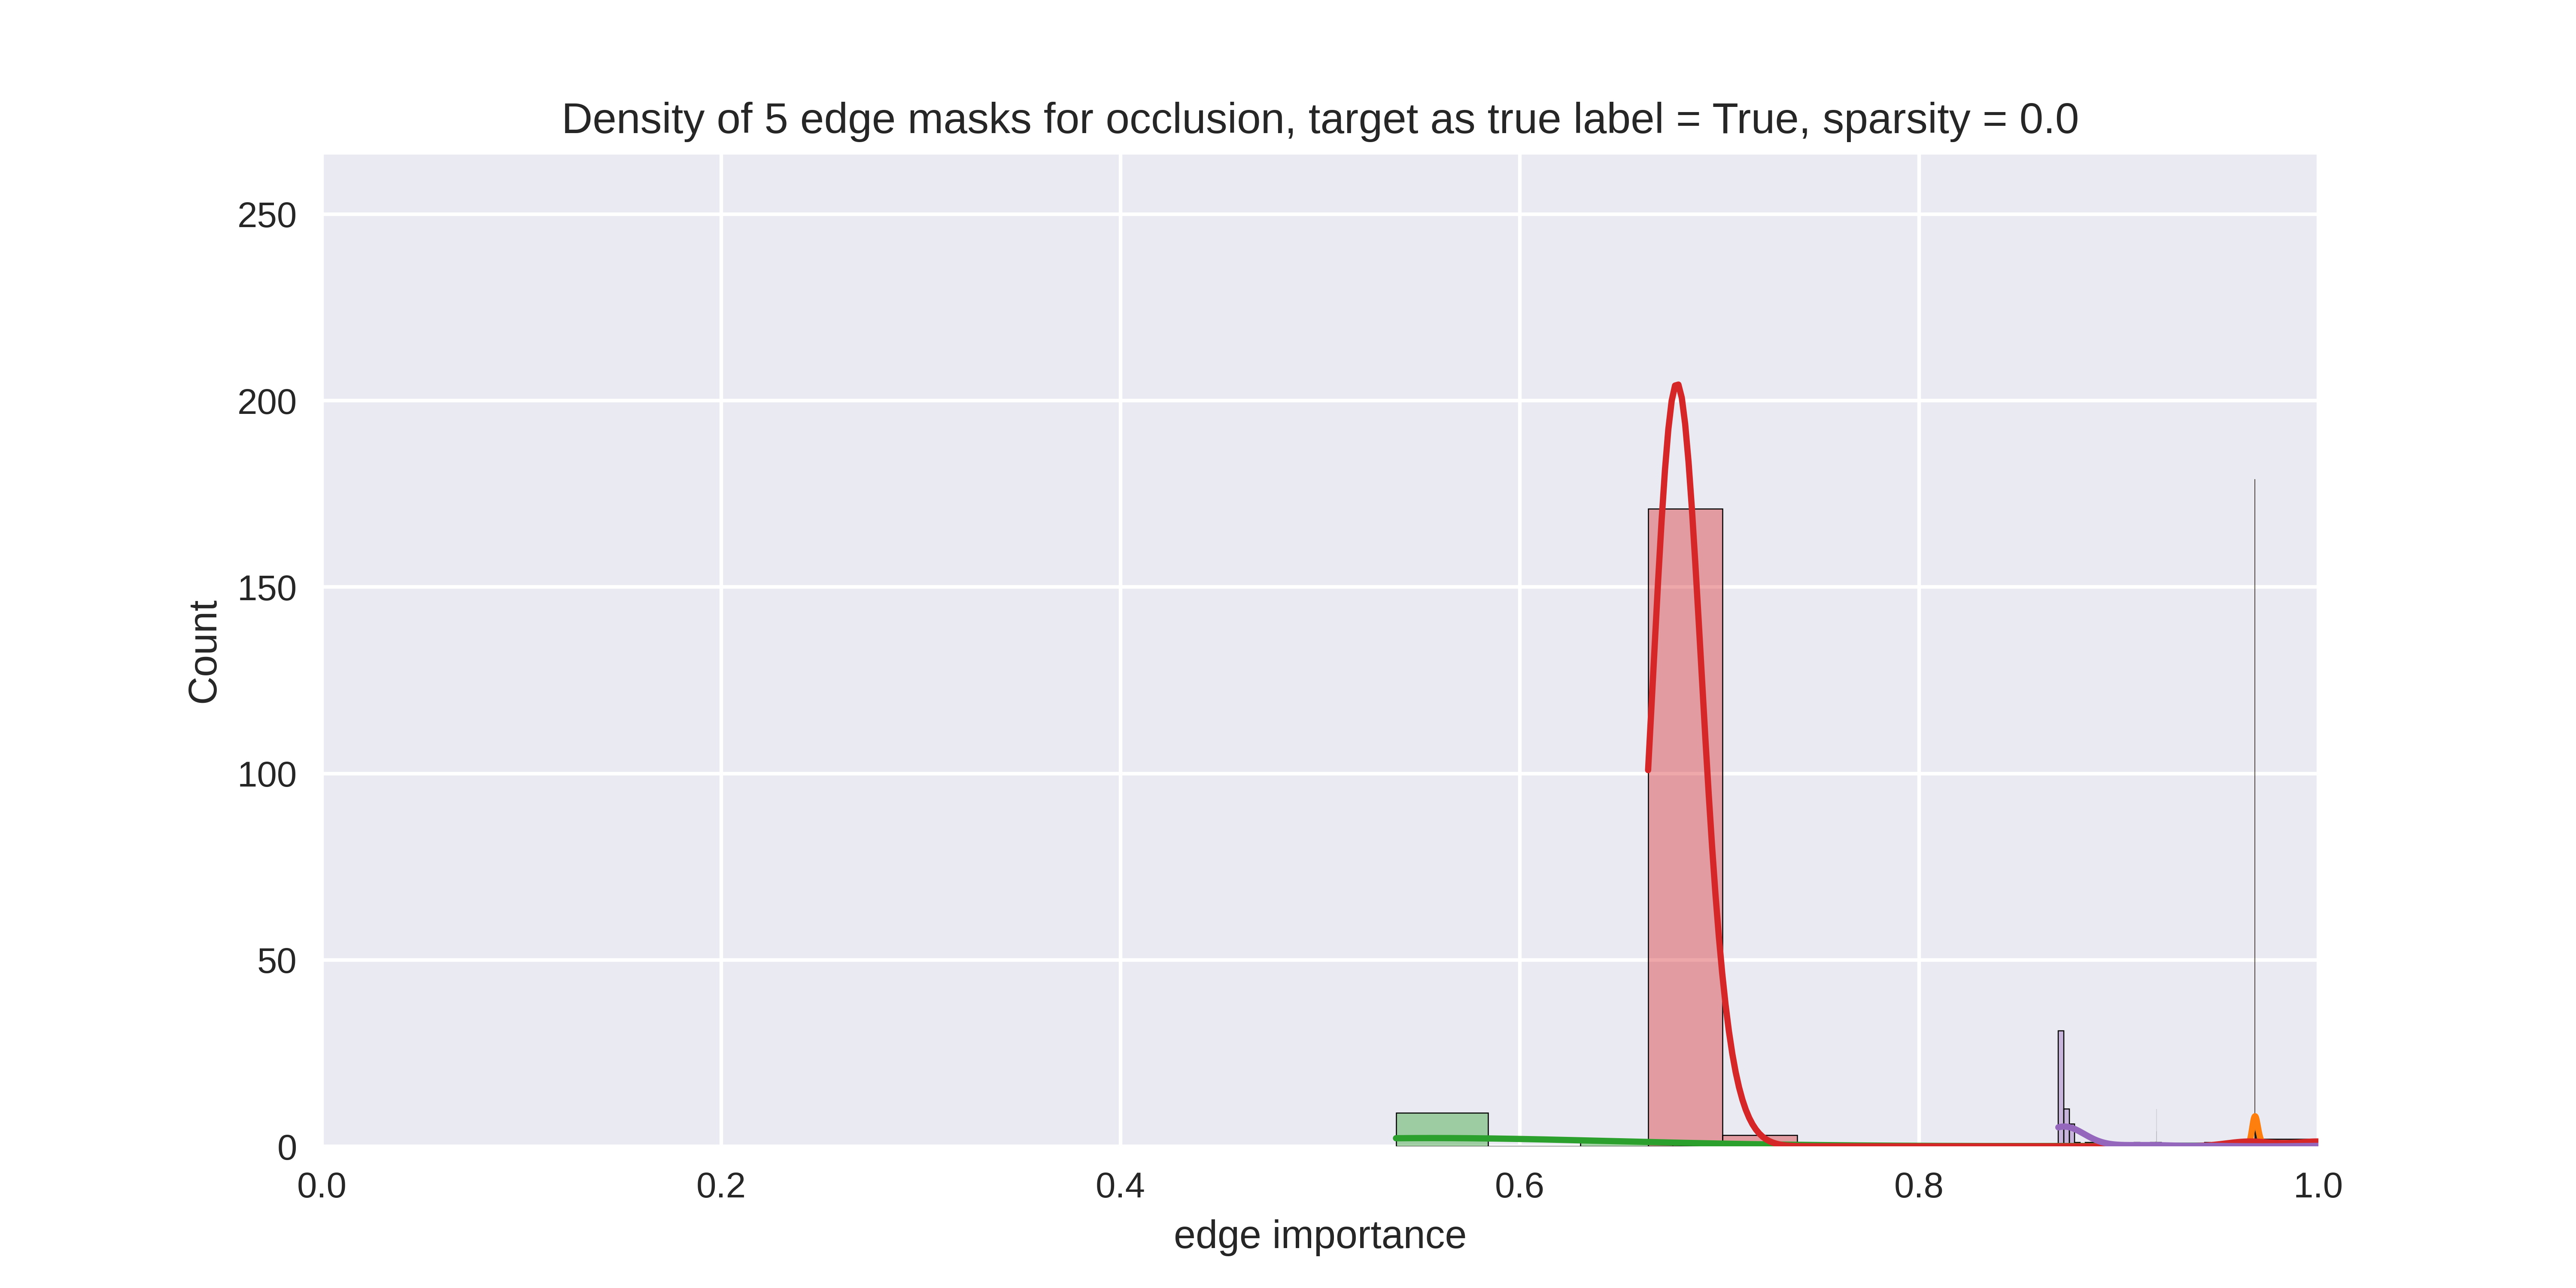 Density of 5 edge masks for occlusion, target as true label = True, sparsity = 0.0
250
200
150
100
50
0
Count
0.0 0.2 0.4 0.6 0.8 1.0
edge importance